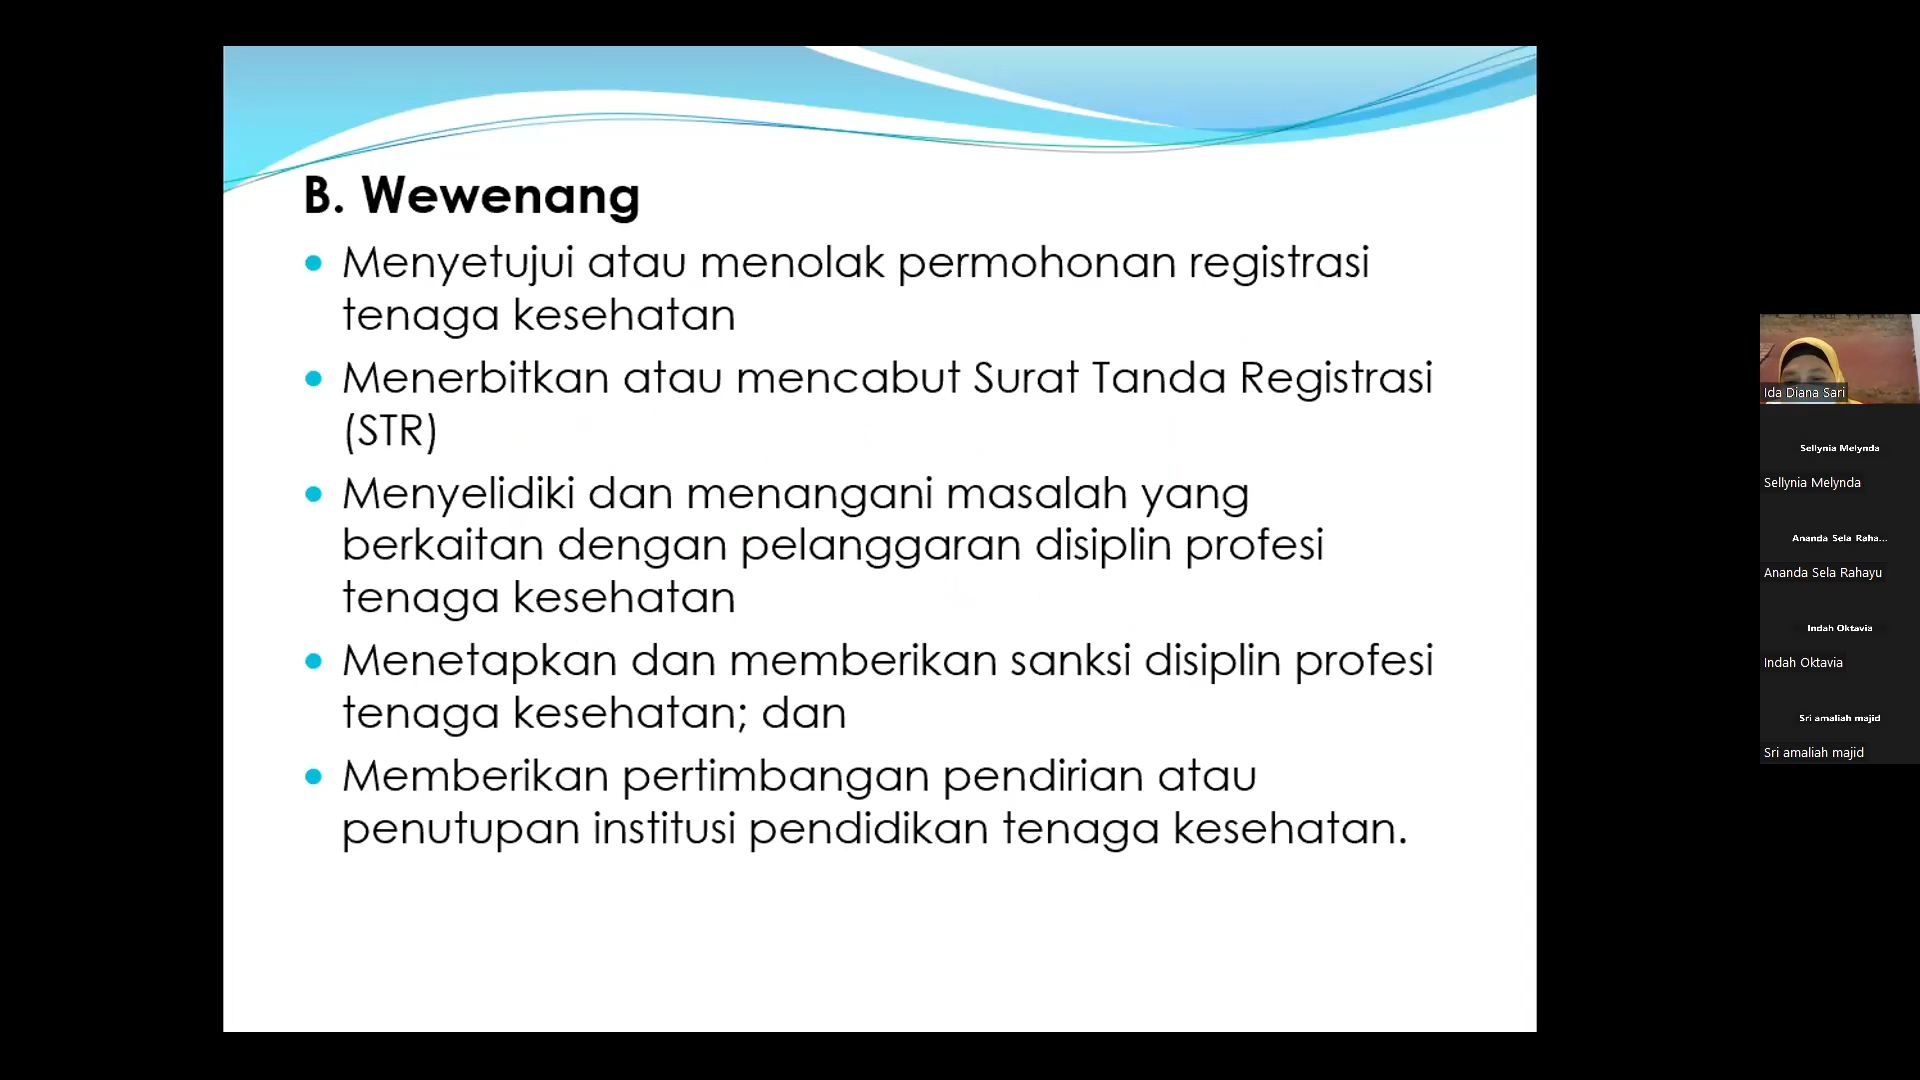 B. Wewenang
Menyetujui atau menolak permohonan registrasi
tenaga kesehatan
Menerbitkan atau mencabut Surat Tanda Registrasi
(STR)
Menyelidiki dan menangani masalah yang
berkaitan dengan pelanggaran disiplin profesi
tenaga kesehatan
Menetapkan dan memberikan sanksi disiplin profesi
tenaga kesehatan; dan
Memberikan pertimbangan pendirian atau
penutupan institusi pendidikan tenaga kesehatan.
Ida Diana Sari
Sellynia Melynda
Sellynia Melynda
Ananda Sela Raha...
Ananda Sela Rahayu
Indah Oktavia
Indah Oktavia
Sri amaliah majid
Sri amaliah majid